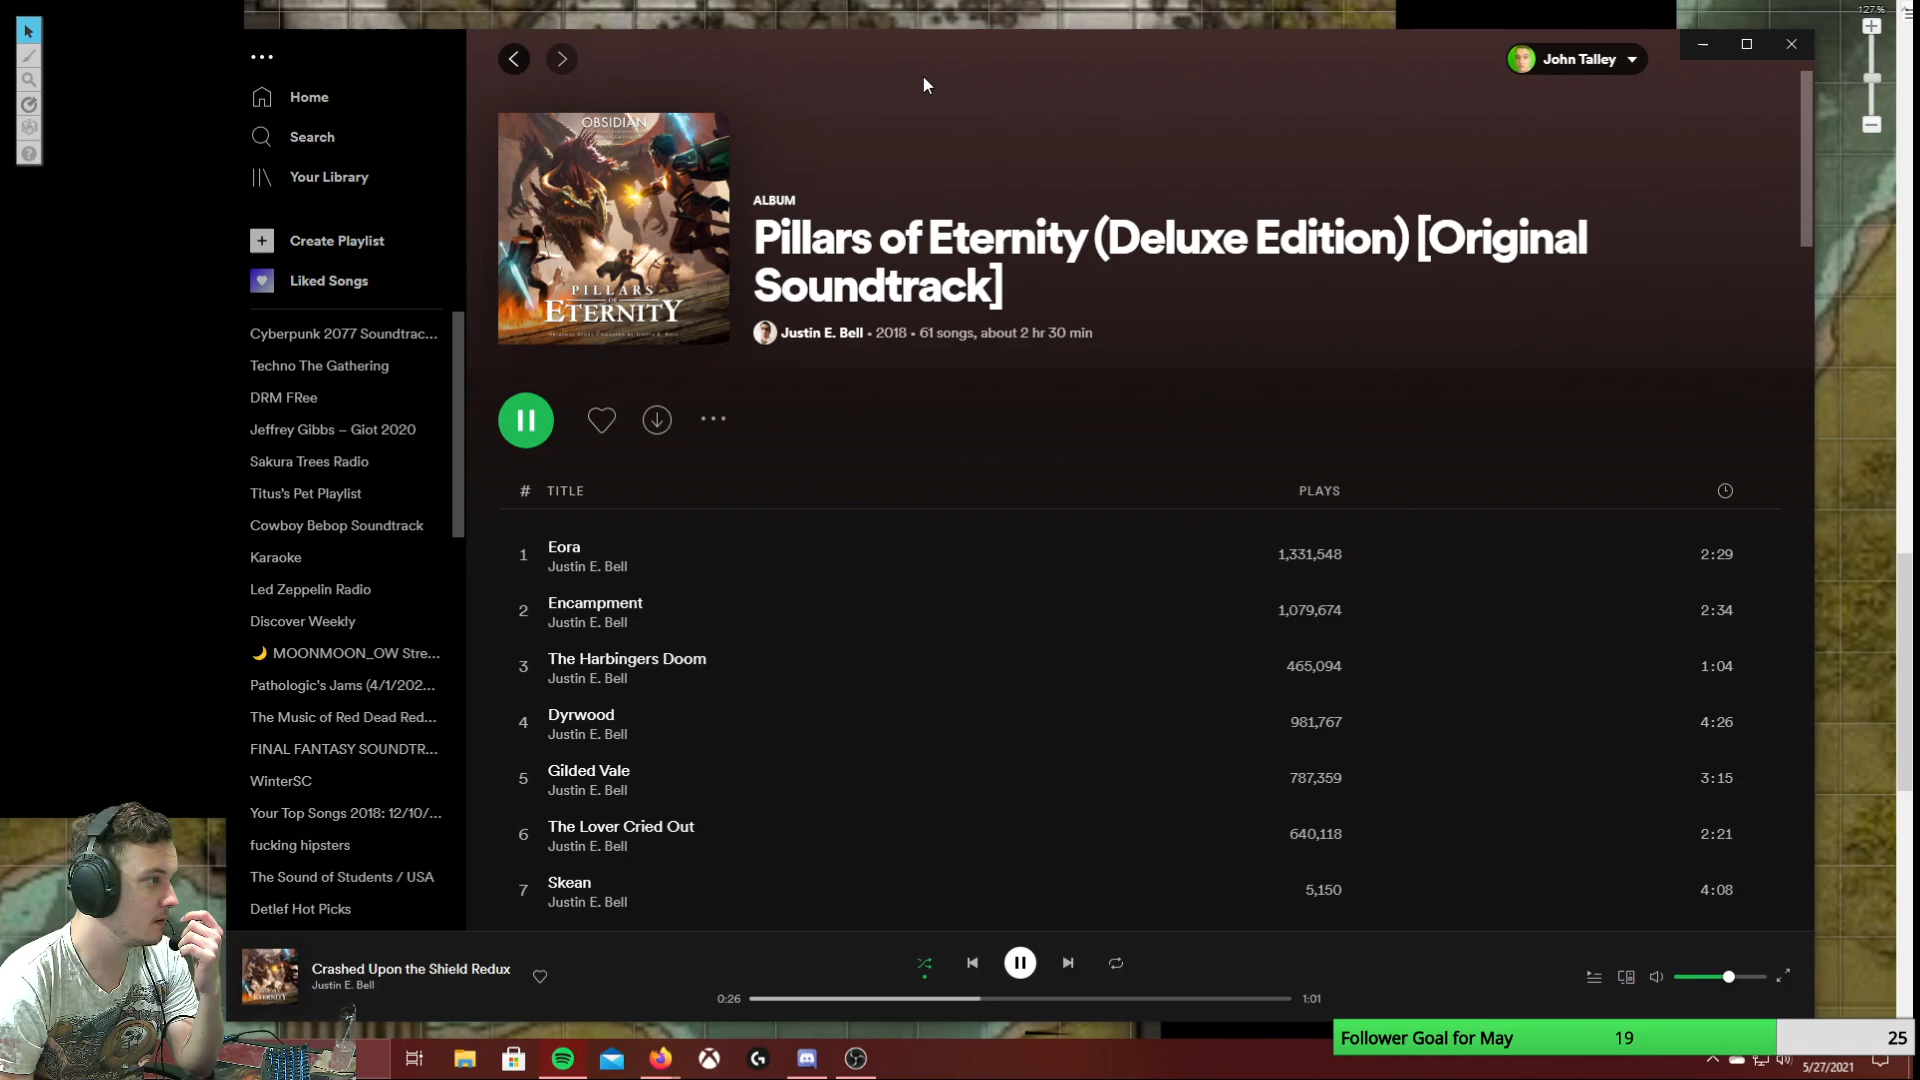 127%
Home
Search
Your Library
Create Playlist
Liked Songs
Cyberpunk 2077 Soundtrac...
Techno The Gathering
DRM FRee
Jeffrey Gibbs – Giot 2020
Sakura Trees Radio
Titus's Pet Playlist
Cowboy Bebop Soundtrack
Karaoke
Led Zeppelin Radio
Discover Weekly
🌙 MOONMOON_OW Stre...
Pathologic's Jams (4/1/202...
The Music of Red Dead Red...
FINAL FANTASY SOUNDTR...
WinterSC
Your Top Songs 2018: 12/10/...
fucking hipsters
The Sound of Students / USA
Detlef Hot Picks
John Talley
OBSIDIAN
PILLARS
OF
ETERNITY
ALBUM
Pillars of Eternity (Deluxe Edition) [Original
Soundtrack]
Justin E. Bell • 2018 • 61 songs, about 2 hr 30 min
# TITLE PLAYS
1 Eora 1,331,548 2:29
Justin E. Bell
2 Encampment 1,079,674 2:34
Justin E. Bell
3 The Harbingers Doom 465,094 1:04
Justin E. Bell
4 Dyrwood 981,767 4:26
Justin E. Bell
5 Gilded Vale 787,359 3:15
Justin E. Bell
6 The Lover Cried Out 640,118 2:21
Justin E. Bell
7 Skean 5,150 4:08
Justin E. Bell
ETERNITY
Crashed Upon the Shield Redux
Justin E. Bell
0:26 1:01
Follower Goal for May 19 25
5/27/2021